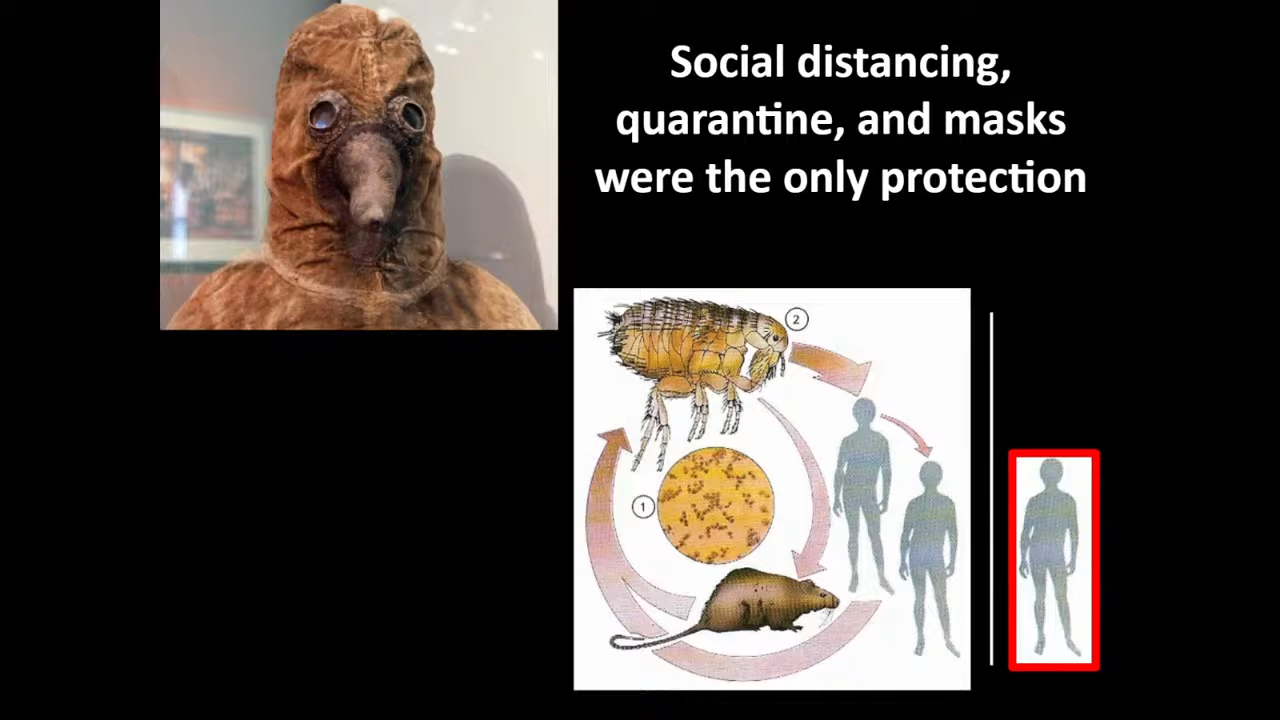 Social distancing,
quarantine, and masks
were the only protection
2
1